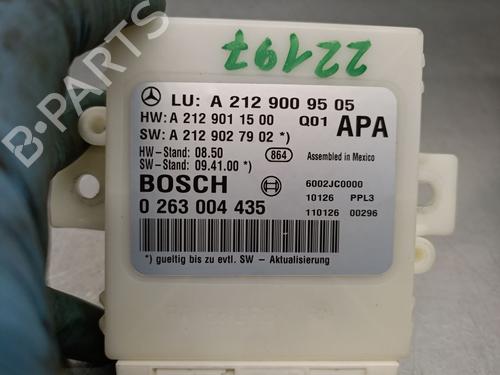 22197
LU: A 212 900 95 05
HW: A 212 901 15 00 Q01 APA
SW: A 212 902 79 02 *)
HW-Stand: 08.50 864 Assembled in Mexico
SW-Stand: 09.41.00 *)
BOSCH 6002JC0000
0 263 004 435 10126 PPL3
110126 00296
*) gueltig bis zu evtl. SW - Aktualisierung